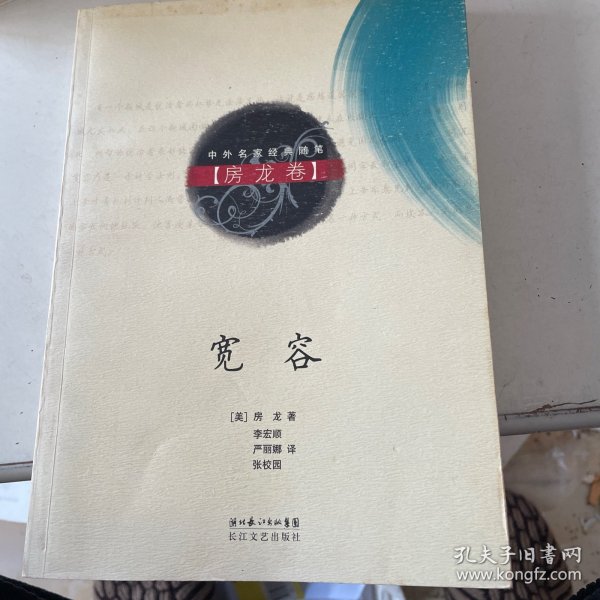 中外名家经典随笔
【房龙卷】
宽容
[美] 房 龙 著
李宏顺
严丽娜 译
张校园
湖北长江出版集团
长江文艺出版社
孔夫子旧书网
www.kongfz.com